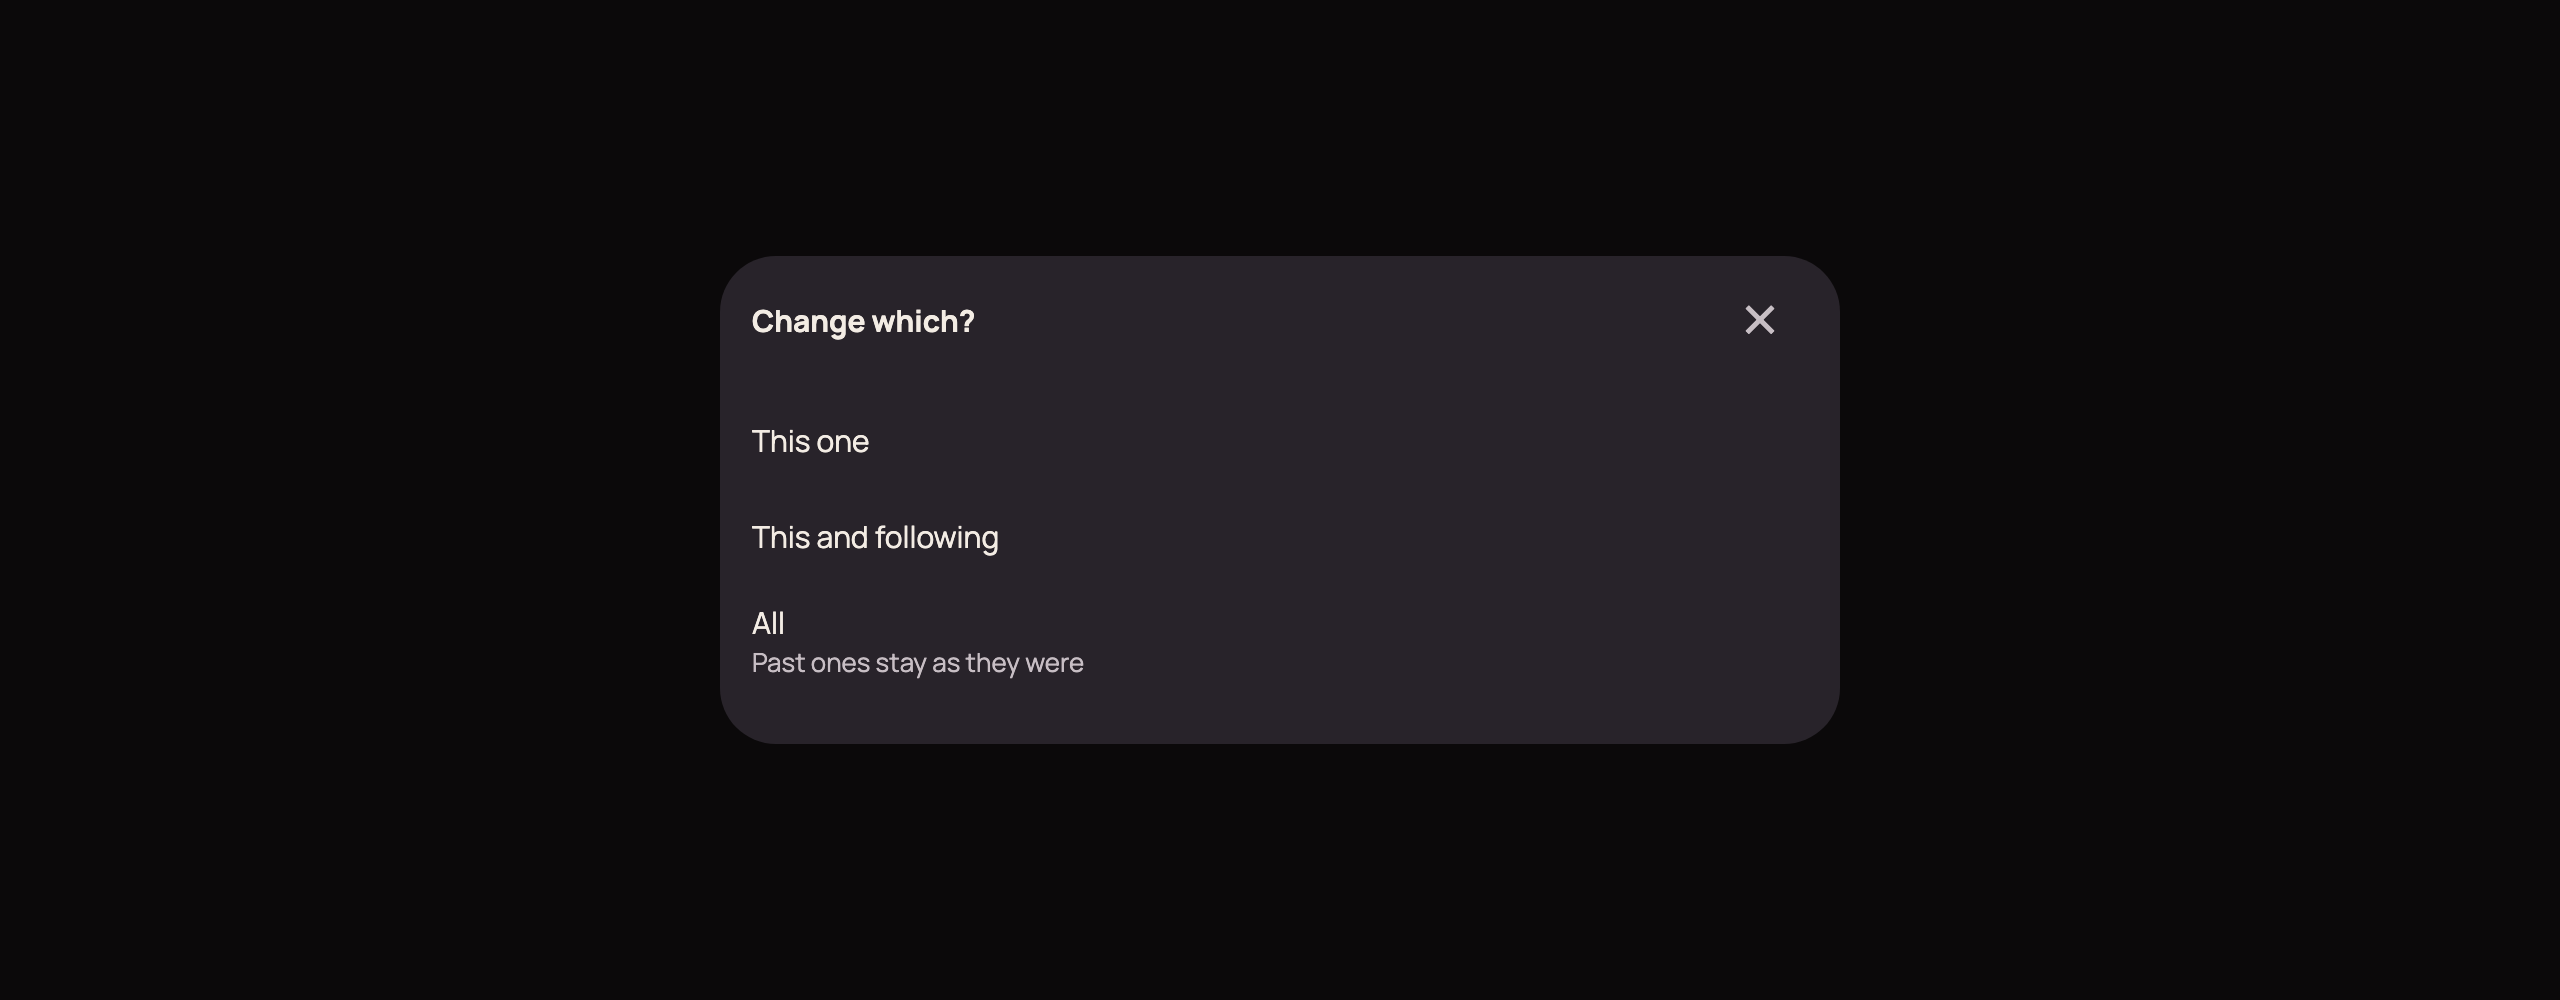 Change which?
This one
This and following
All
Past ones stay as they were